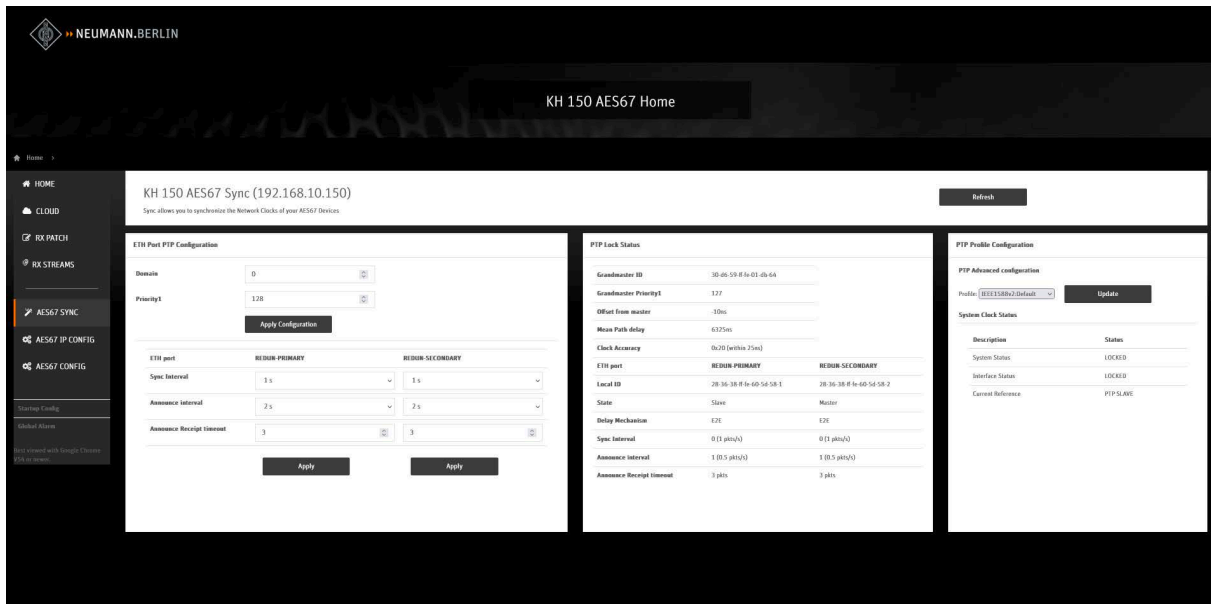 NEUMANN.BERLIN
KH 150 AES67 Home
Home >
HOME
CLOUD
RX PATCH
RX STREAMS
AES67 SYNC
AES67 IP CONFIG
AES67 CONFIG
Startup Config
Global Alarm
Best viewed with Google Chrome
V54 or newer.
KH 150 AES67 Sync (192.168.10.150)
Sync allows you to synchronize the Network Clocks of your AES67 Devices
Refresh
ETH Port PTP Configuration
Domain 0
Priority1 128
Apply Configuration
ETH port REDUN-PRIMARY REDUN-SECONDARY
Sync Interval 1 s 1 s
Announce interval 2 s 2 s
Announce Receipt timeout 3 3
Apply Apply
PTP Lock Status
Grandmaster ID 30-d6-59-ff-fe-01-db-64
Grandmaster Priority1 127
Offset from master -10ns
Mean Path delay 6325ns
Clock Accuracy 0x20 (within 25ns)
ETH port REDUN-PRIMARY REDUN-SECONDARY
Local ID 28-36-38-ff-fe-60-5d-58-1 28-36-38-ff-fe-60-5d-58-2
State Slave Master
Delay Mechanism E2E E2E
Sync Interval 0 (1 pkts/s) 0 (1 pkts/s)
Announce interval 1 (0.5 pkts/s) 1 (0.5 pkts/s)
Announce Receipt timeout 3 pkts 3 pkts
PTP Profile Configuration
PTP Advanced configuration
Profile: IEEE1588v2:Default Update
System Clock Status
Description Status
System Status LOCKED
Interface Status LOCKED
Current Reference PTP SLAVE